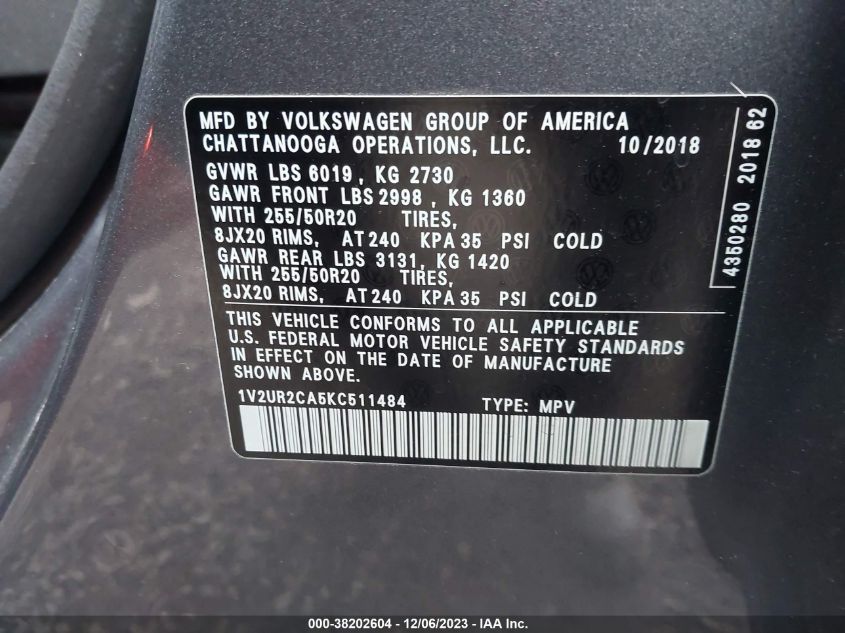 MFD BY VOLKSWAGEN GROUP OF AMERICA
CHATTANOOGA OPERATIONS, LLC. 10/2018
GVWR LBS 6019, KG 2730
GAWR FRONT LBS 2998 , KG 1360
WITH 255/50R20 TIRES,
8JX20 RIMS, AT 240 KPA 35 PSI COLD
GAWR REAR LBS 3131, KG 1420
WITH 255/50R20 TIRES,
8JX20 RIMS, AT 240 KPA 35 PSI COLD
THIS VEHICLE CONFORMS TO ALL APPLICABLE
U.S. FEDERAL MOTOR VEHICLE SAFETY STANDARDS
IN EFFECT ON THE DATE OF MANUFACTURE
SHOWN ABOVE.
1V2UR2CA5KC511484 TYPE: MPV
4350280 2018 62
000-38202604 - 12/06/2023 - IAA Inc.